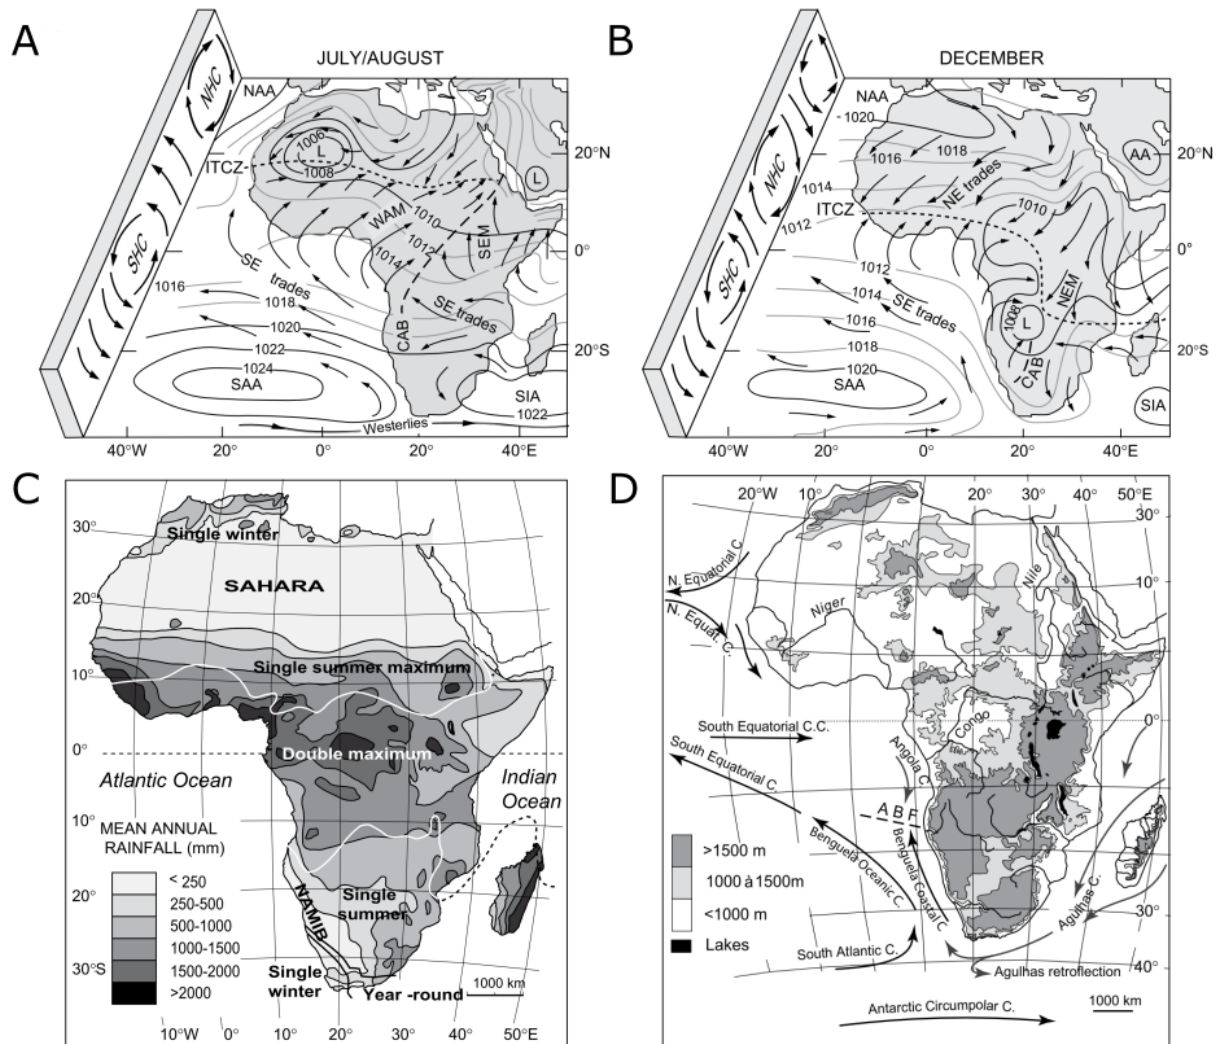 A
JULY/AUGUST
NHC
SHC
NAA
1006
L
1008
ITCZ
20°N
L
WAM
1010
1012
1014
SEM
0°
SE trades
1016
1018
SE trades
CAB
1020
1022
1024
SAA
20°S
SIA
1022
Westerlies
40°W
20°
0°
20°
40°E
B
DECEMBER
NHC
SHC
NAA
1020
1016
1018
AA
20°N
1014
NE trades
ITCZ
1012
1010
0°
1012
1014
SE trades
NEM
1016
1008
L
1018
CAB
20°S
1020
SAA
SIA
40°W
20°
0°
20°
40°E
C
30°
Single winter
SAHARA
20°
Single summer maximum
10°
Double maximum
0°
Atlantic Ocean
Indian
Ocean
10°
MEAN ANNUAL
RAINFALL (mm)
< 250
250-500
500-1000
1000-1500
1500-2000
>2000
20°
NAMIB
Single
summer
30°S
Single
winter
Year -round
1000 km
10°W
0°
10°
20°
30°
40°
50°E
D
20°W
10°
20°
30°
40°
50°E
30°
N. Equatorial C.
Nile
10°
Niger
N. Equat. C.
Congo
0°
South Equatorial C.C.
South Equatorial C.
Angola C.
A B F
Benguela Oceanic C.
Benguela Coastal C.
>1500 m
1000 à 1500m
<1000 m
Lakes
Agulhas C.
30°
South Atlantic C.
Agulhas retroflection
40°
Antarctic Circumpolar C.
1000 km